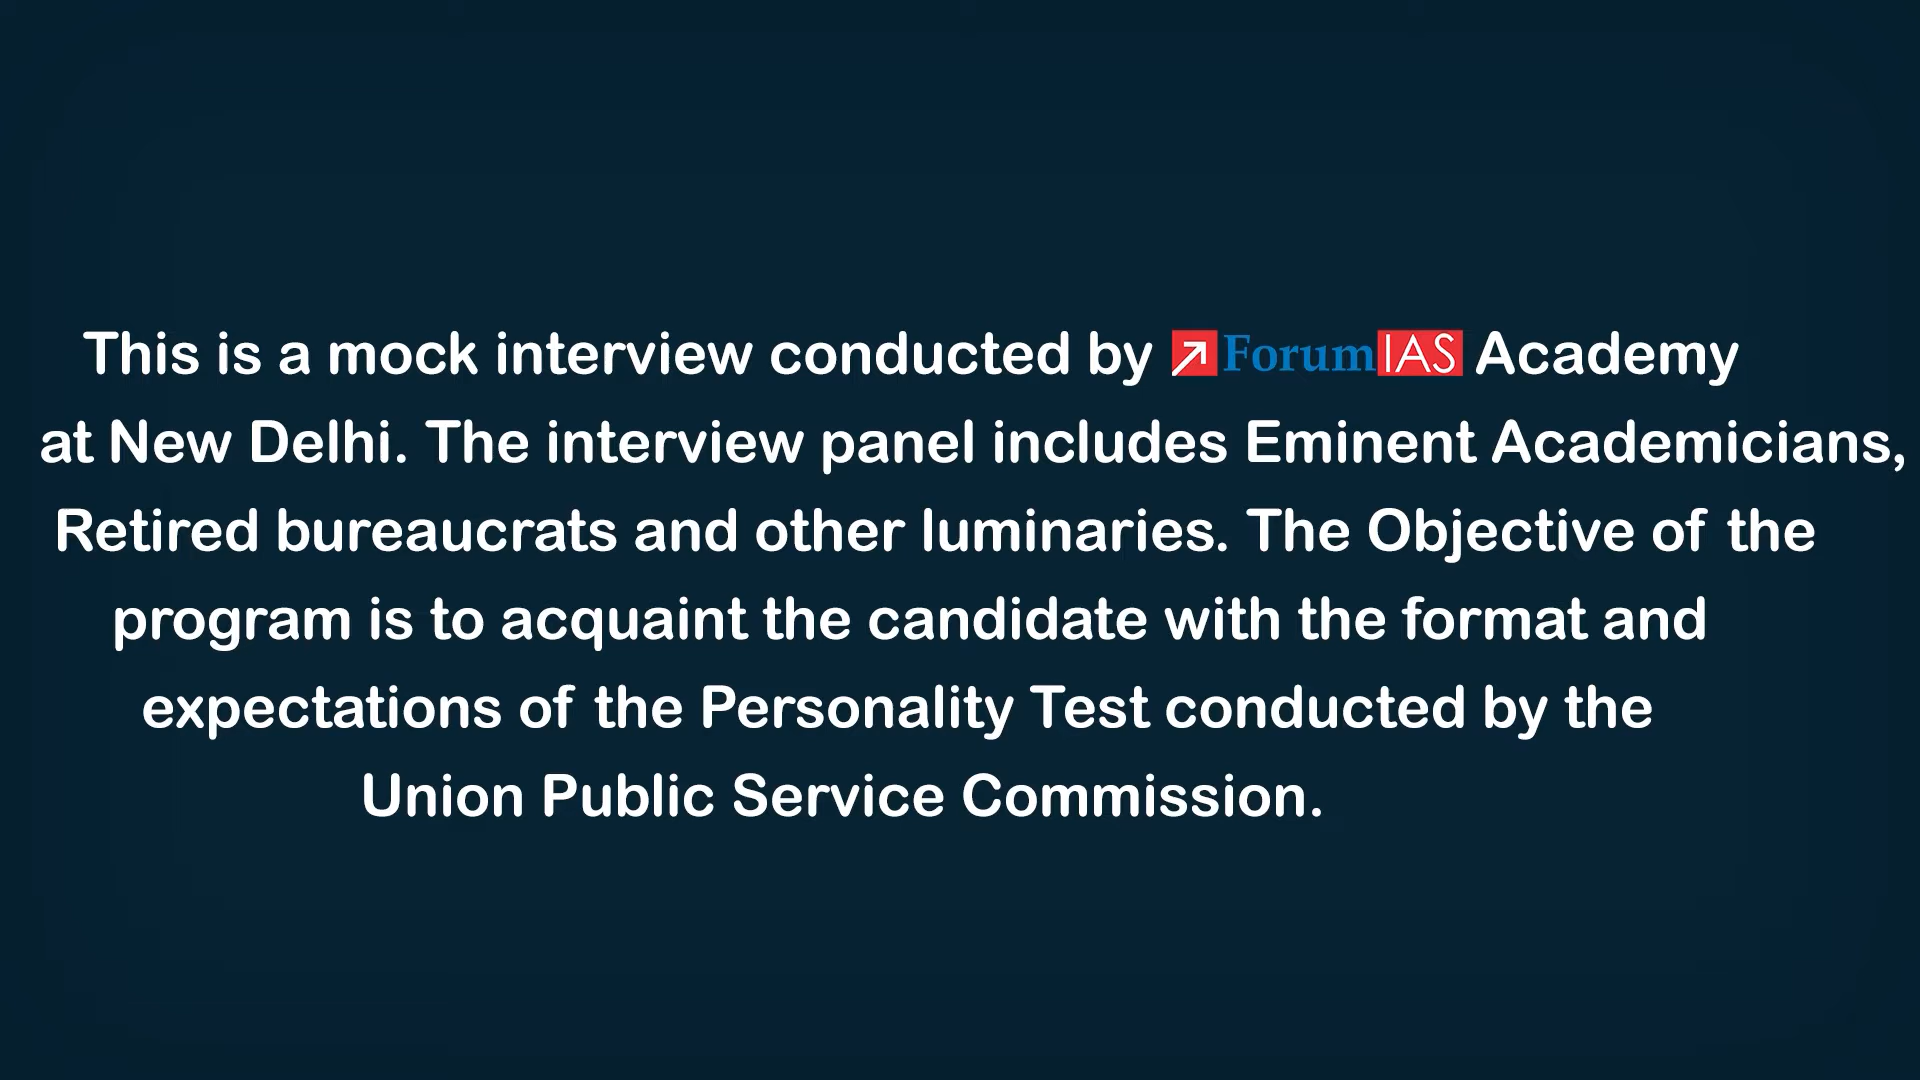 This is a mock interview conducted by ForumIAS Academy
at New Delhi. The interview panel includes Eminent Academicians,
Retired bureaucrats and other luminaries. The Objective of the
program is to acquaint the candidate with the format and
expectations of the Personality Test conducted by the
Union Public Service Commission.